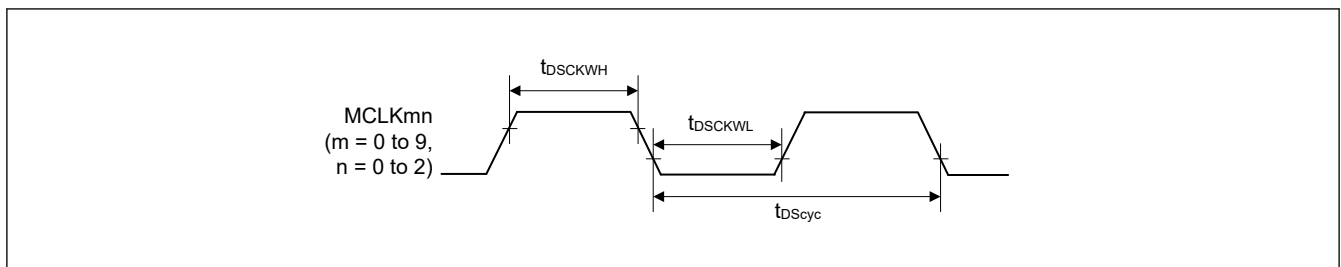 tDSCKWH
MCLKmn
(m = 0 to 9,
n = 0 to 2)
tDSCKWL
tDScyc